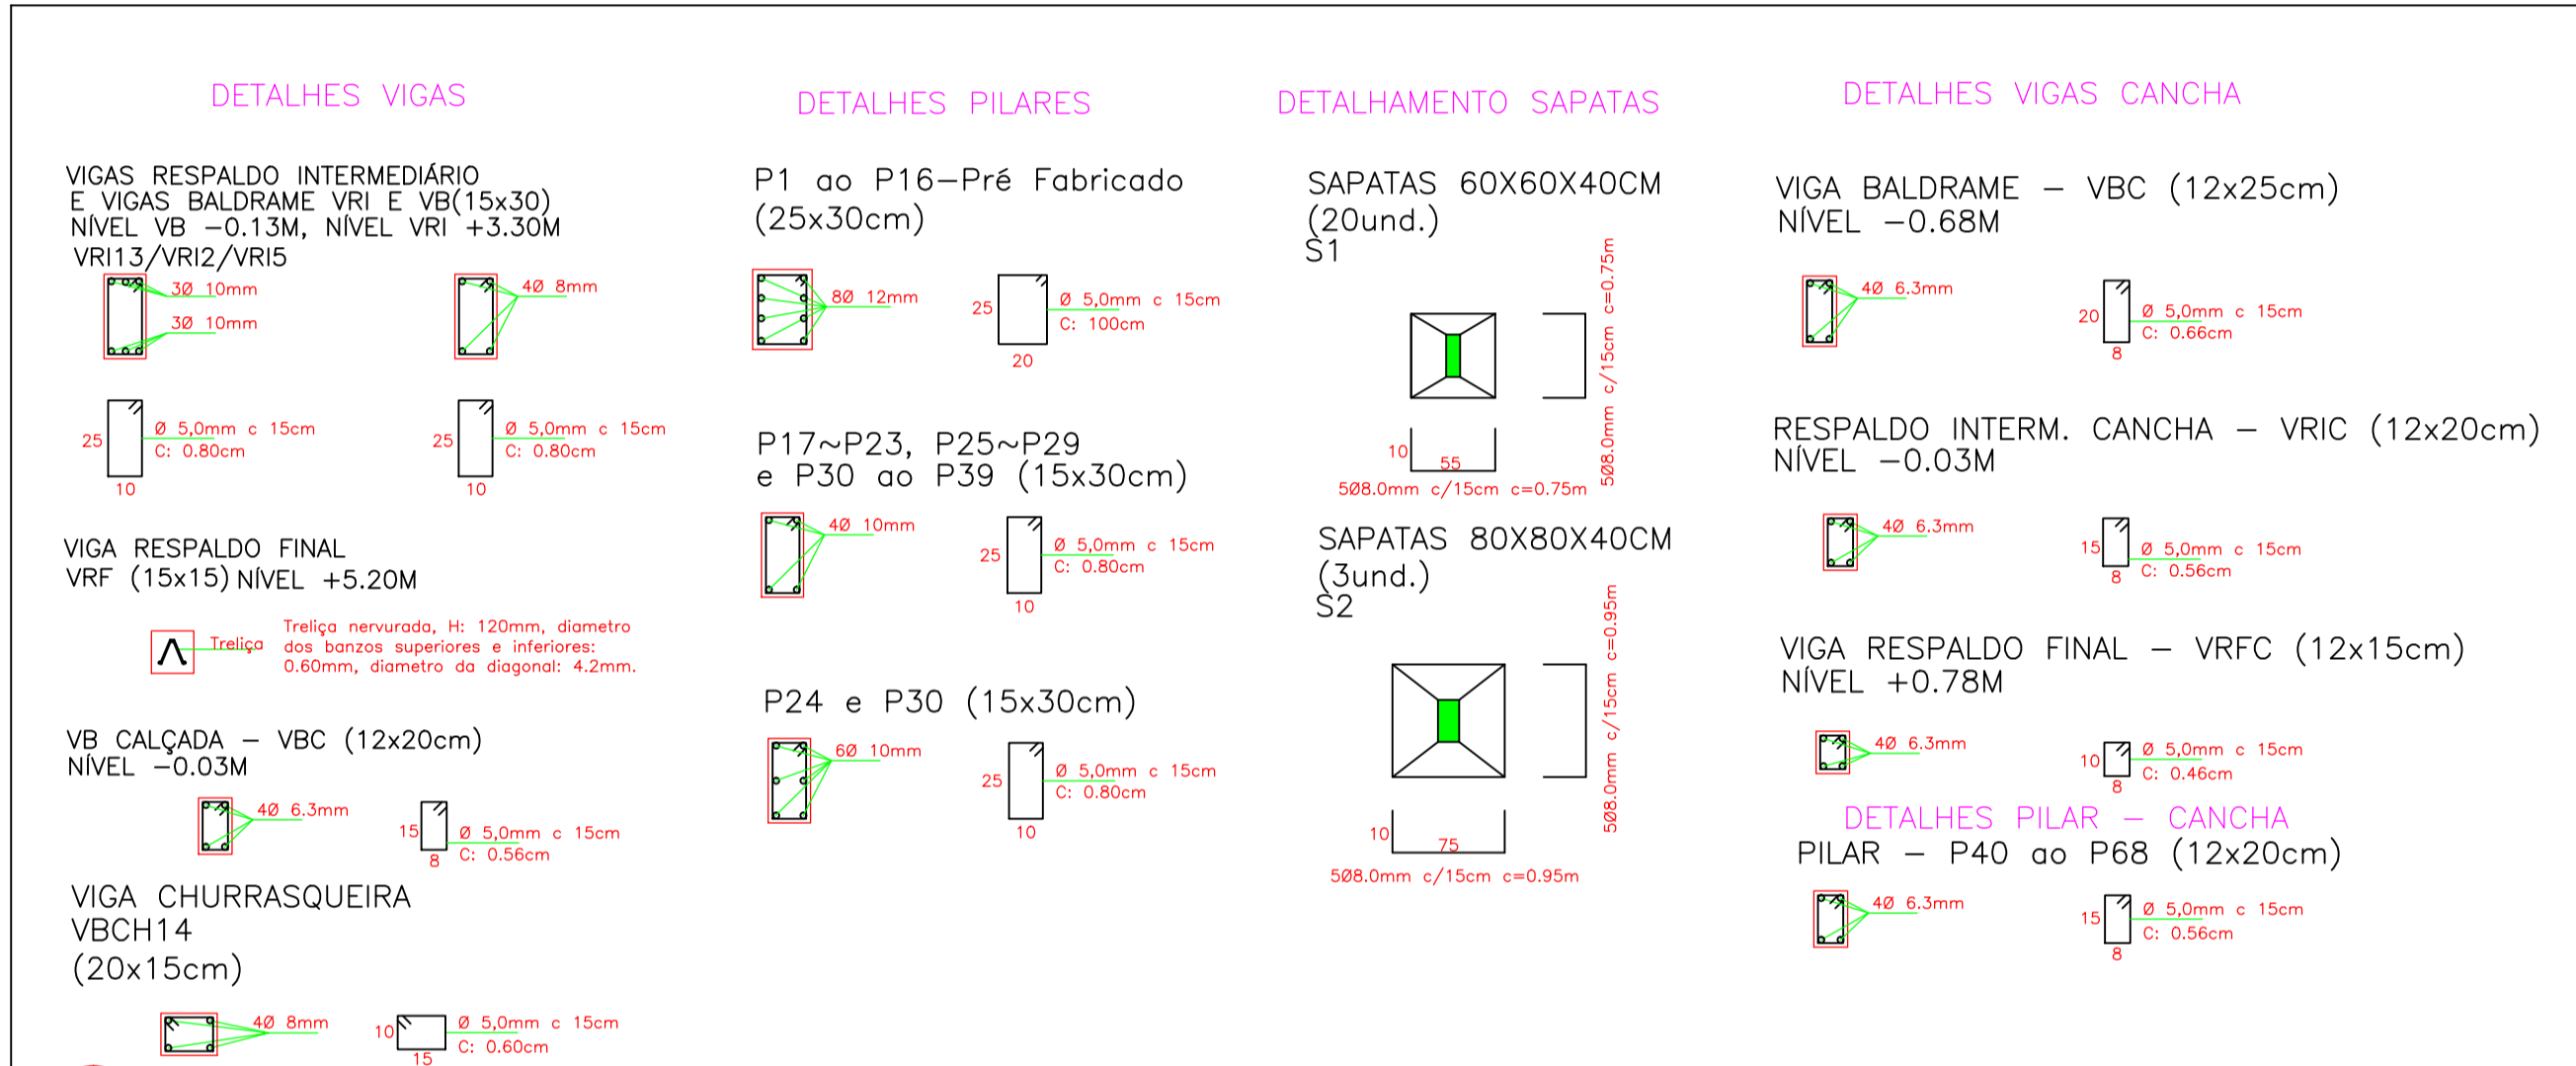 DETALHES VIGAS
VIGAS RESPALDO INTERMEDIÁRIO
E VIGAS BALDRAME VRI E VB(15x30)
NÍVEL VB -0.13M, NÍVEL VRI +3.30M
VRI13/VRI2/VRI5
3Ø 10mm
3Ø 10mm
4Ø 8mm
25
Ø 5,0mm c 15cm
C: 0.80cm
10
25
Ø 5,0mm c 15cm
C: 0.80cm
10
VIGA RESPALDO FINAL
VRF (15x15) NÍVEL +5.20M
Treliça
Treliça nervurada, H: 120mm, diametro
dos banzos superiores e inferiores:
0.60mm, diametro da diagonal: 4.2mm.
VB CALÇADA - VBC (12x20cm)
NÍVEL -0.03M
4Ø 6.3mm
15
Ø 5,0mm c 15cm
C: 0.56cm
8
VIGA CHURRASQUEIRA
VBCH14
(20x15cm)
4Ø 8mm
10
Ø 5,0mm c 15cm
C: 0.60cm
15
DETALHES PILARES
P1 ao P16-Pré Fabricado
(25x30cm)
8Ø 12mm
25
Ø 5,0mm c 15cm
C: 100cm
20
P17~P23, P25~P29
e P30 ao P39 (15x30cm)
4Ø 10mm
25
Ø 5,0mm c 15cm
C: 0.80cm
10
P24 e P30 (15x30cm)
6Ø 10mm
25
Ø 5,0mm c 15cm
C: 0.80cm
10
DETALHAMENTO SAPATAS
SAPATAS 60X60X40CM
(20und.)
S1
5Ø8.0mm c/15cm c=0.75m
10
55
5Ø8.0mm c/15cm c=0.75m
SAPATAS 80X80X40CM
(3und.)
S2
5Ø8.0mm c/15cm c=0.95m
10
75
5Ø8.0mm c/15cm c=0.95m
DETALHES VIGAS CANCHA
VIGA BALDRAME - VBC (12x25cm)
NÍVEL -0.68M
4Ø 6.3mm
20
Ø 5,0mm c 15cm
C: 0.66cm
8
RESPALDO INTERM. CANCHA - VRIC (12x20cm)
NÍVEL -0.03M
4Ø 6.3mm
15
Ø 5,0mm c 15cm
C: 0.56cm
8
VIGA RESPALDO FINAL - VRFC (12x15cm)
NÍVEL +0.78M
4Ø 6.3mm
10
Ø 5,0mm c 15cm
C: 0.46cm
8
DETALHES PILAR - CANCHA
PILAR - P40 ao P68 (12x20cm)
4Ø 6.3mm
15
Ø 5,0mm c 15cm
C: 0.56cm
8